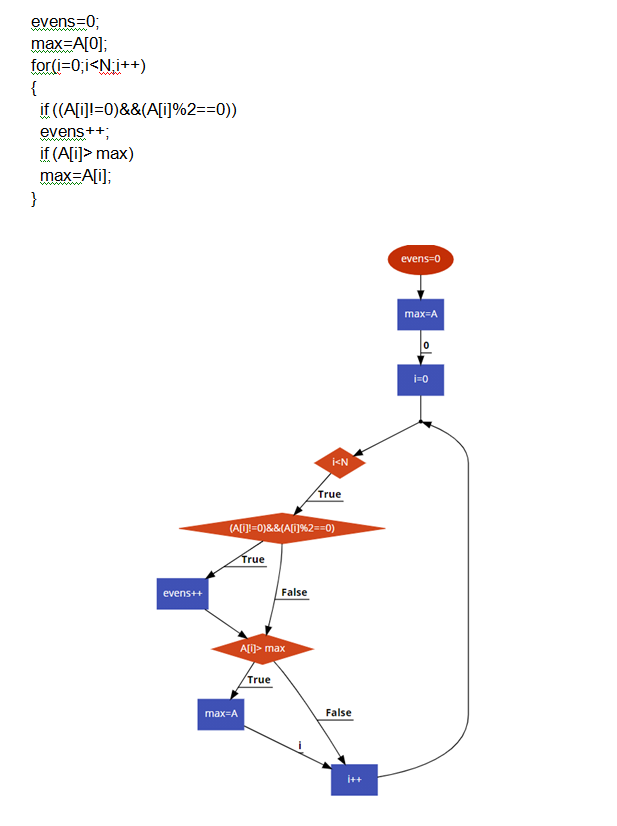 evens=0;
max=A[0];
for(i=0;i<N;i++)
{
if ((A[i]!=0)&&(A[i]%2==0))
evens++;
if (A[i]> max)
max=A[i];
}
evens=0
max=A
0
i=0
i<N
True
(A[i]!=0)&&(A[i]%2==0)
True
evens++
False
A[i]> max
True
max=A
False
i
i++